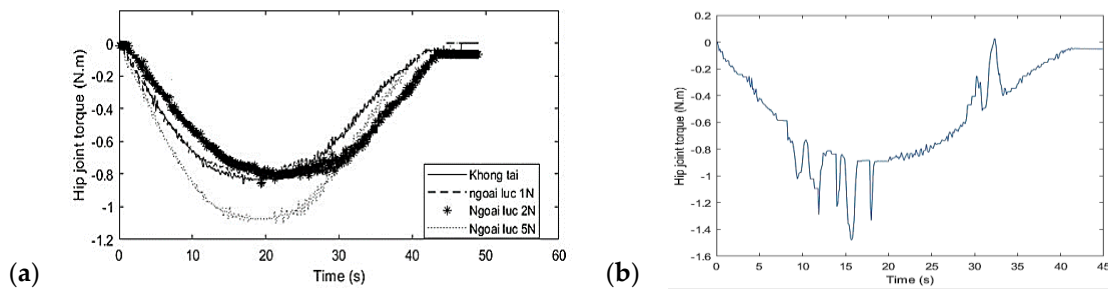 (a)
Hip joint torque (N.m)
0
-0.2
-0.4
-0.6
-0.8
-1
-1.2
0 10 20 30 40 50 60
Time (s)
Khong tai
ngoai luc 1N
Ngoai luc 2N
Ngoai luc 5N
(b)
Hip joint torque (N.m)
0.2
0
-0.2
-0.4
-0.6
-0.8
-1
-1.2
-1.4
-1.6
0 5 10 15 20 25 30 35 40 45
Time (s)